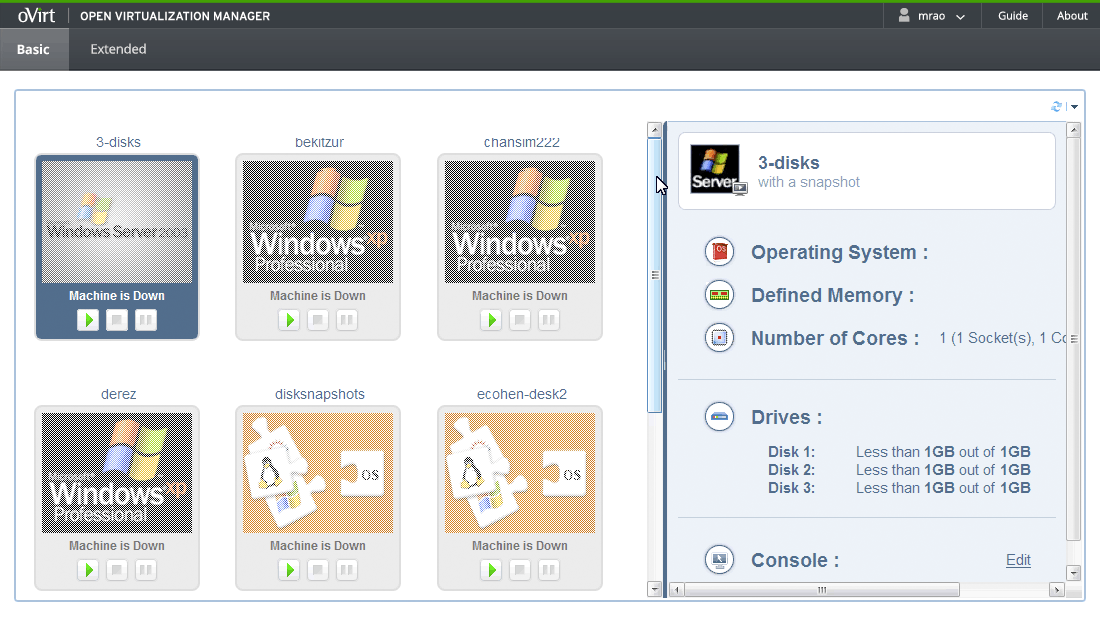 oVirt OPEN VIRTUALIZATION MANAGER mrao Guide About
Basic Extended
3-disks bekitzur chansim222
Windows Server 2003
Windows xp
Professional
Windows xp
Professional
Machine is Down Machine is Down Machine is Down
derez disksnapshots ecohen-desk2
Windows xp
Professional
OS
OS
Machine is Down Machine is Down Machine is Down
Server
3-disks
with a snapshot
OS
Operating System :
Defined Memory :
Number of Cores : 1 (1 Socket(s), 1 Co
Drives :
Disk 1: Less than 1GB out of 1GB
Disk 2: Less than 1GB out of 1GB
Disk 3: Less than 1GB out of 1GB
Console : Edit